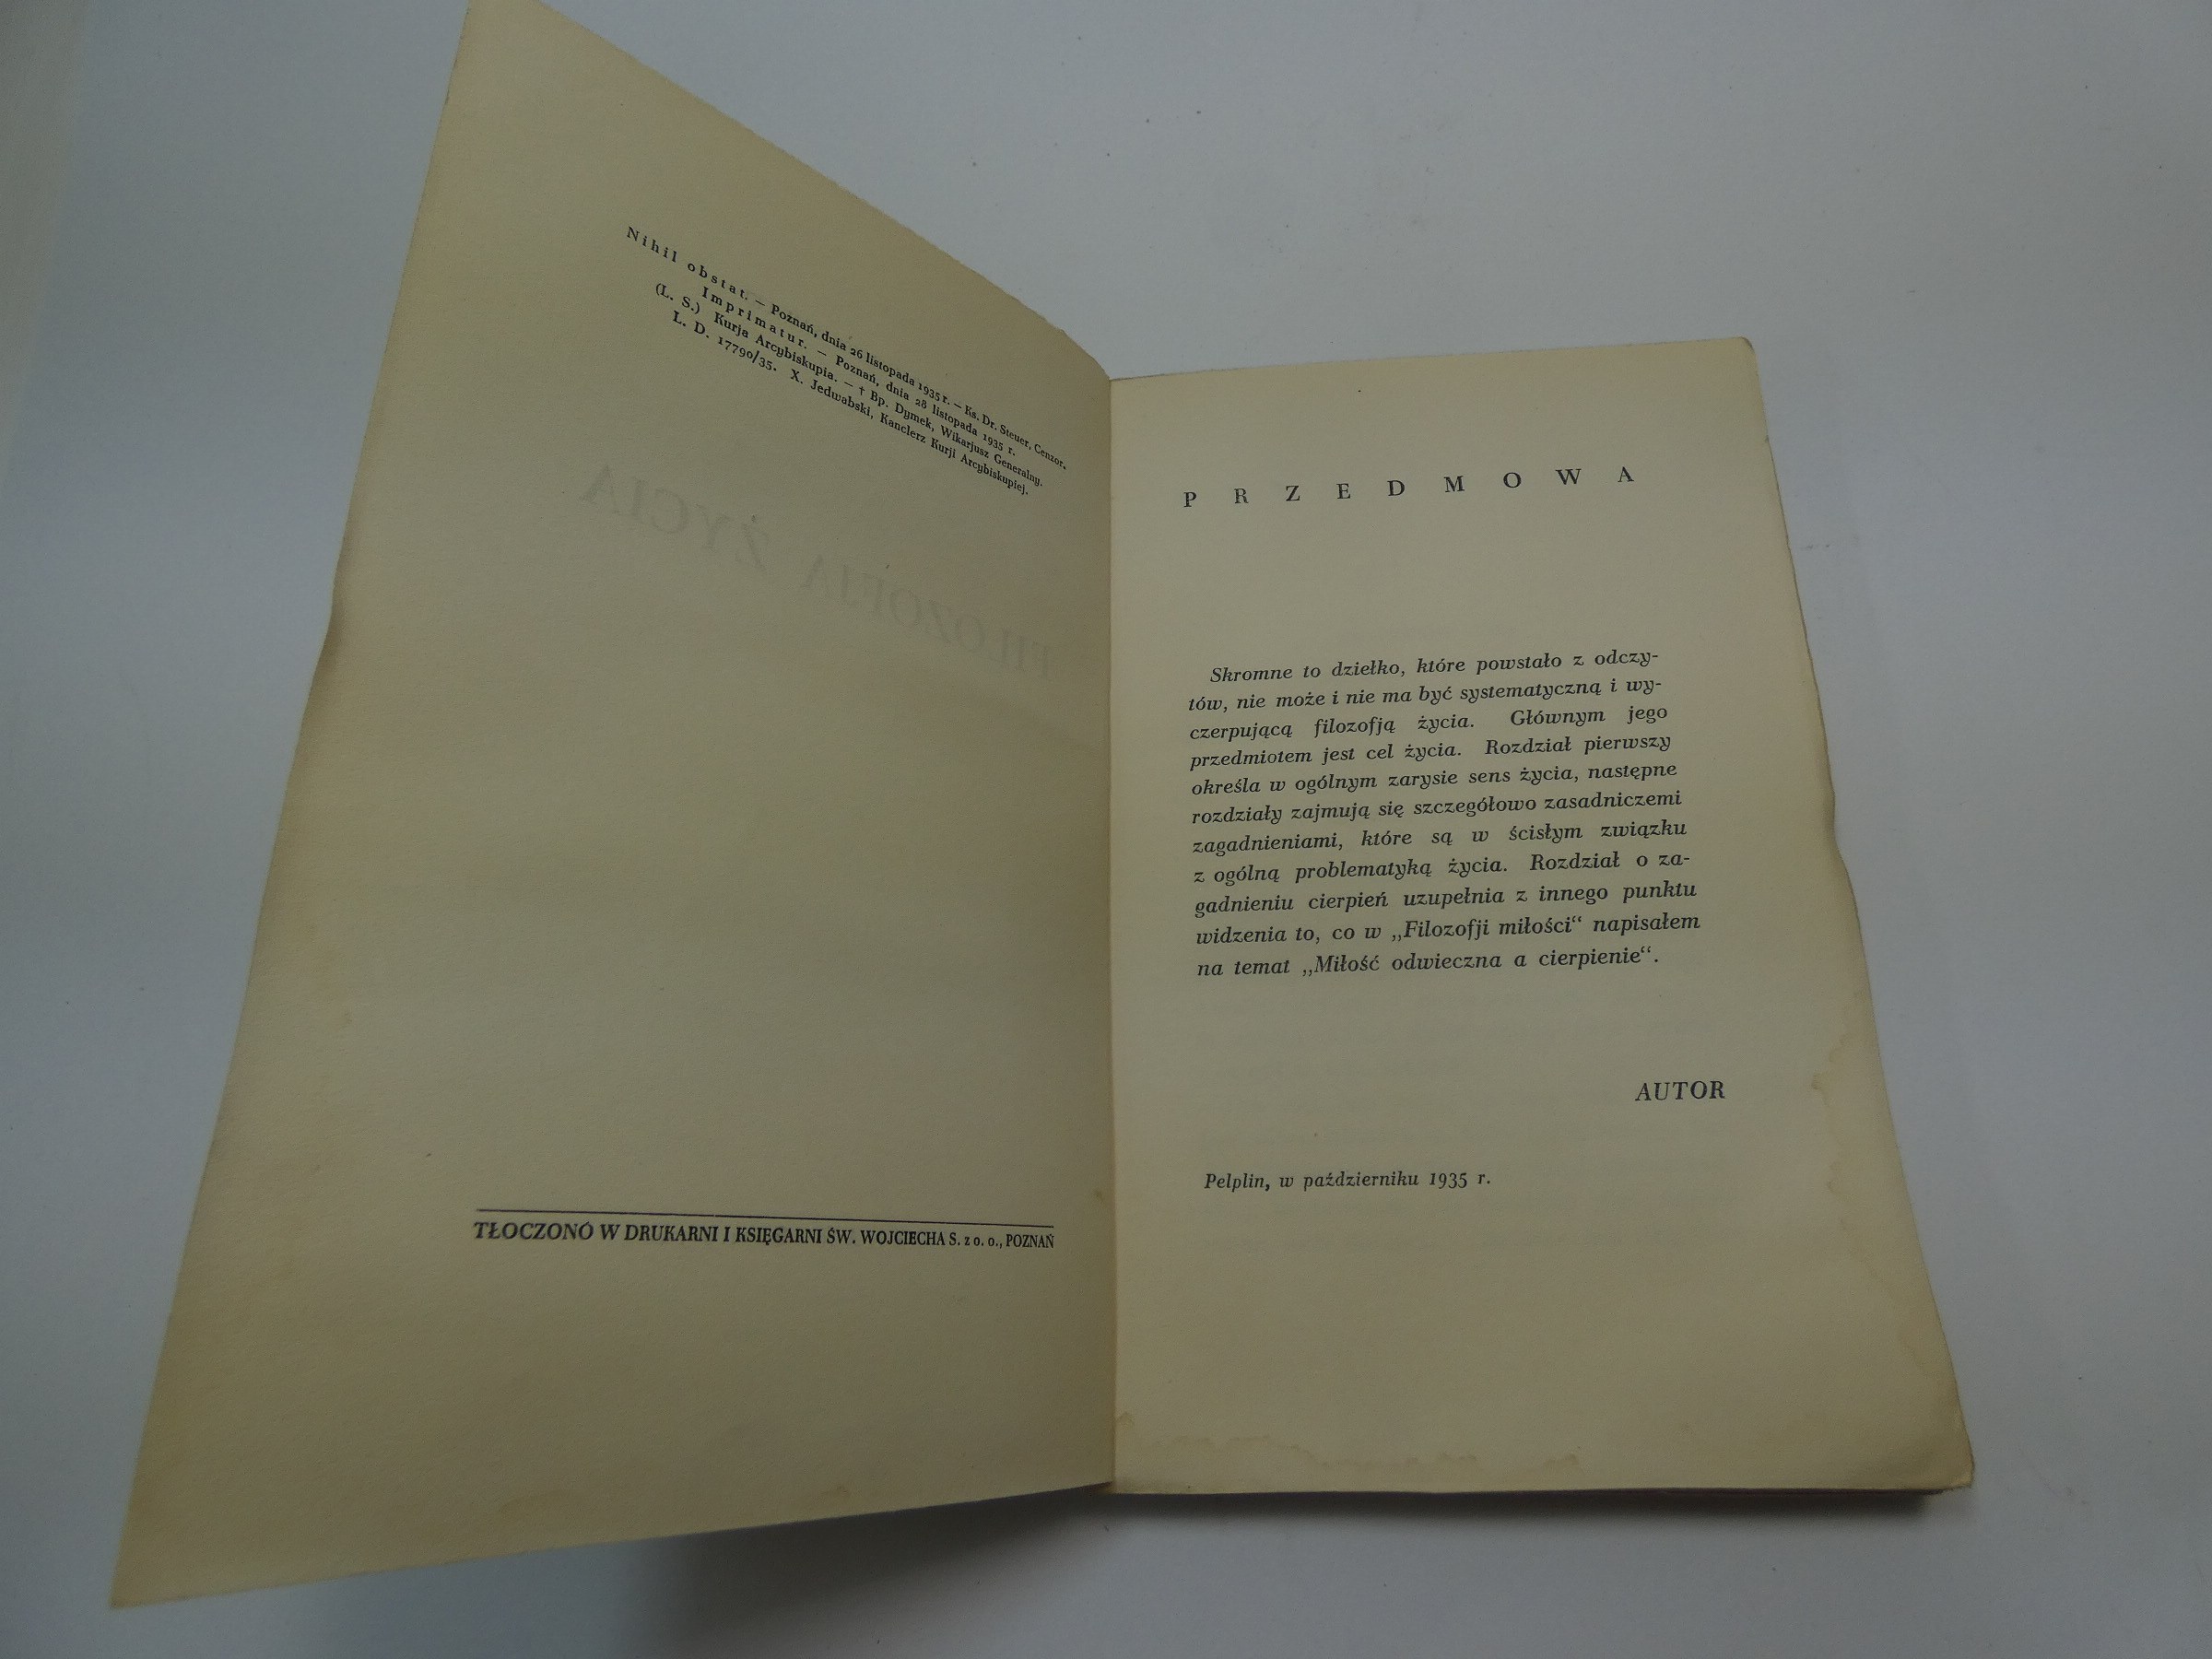 Nihil obstat. — Poznań, dnia 26 listopada 1935 r. — Ks. Dr. Steuer, Cenzor.
Imprimatur. — Poznań, dnia 28 listopada 1935 r.
(L. S.) Kurja Arcybiskupia. — † Bp. Dymek, Wikarjusz Generalny.
L. D. 17790/35. X. Jedwabski, Kanclerz Kurji Arcybiskupiej.
FILOZOFJA ŻYCIA
TŁOCZONO W DRUKARNI I KSIĘGARNI ŚW. WOJCIECHA S. z o. o., POZNAŃ
PRZEDMOWA
Skromne to dziełko, które powstało z odczy-
tów, nie może i nie ma być systematyczną i wy-
czerpującą filozofją życia. Głównym jego
przedmiotem jest cel życia. Rozdział pierwszy
określa w ogólnym zarysie sens życia, następne
rozdziały zajmują się szczegółowo zasadniczemi
zagadnieniami, które są w ścisłym związku
z ogólną problematyką życia. Rozdział o za-
gadnieniu cierpień uzupełnia z innego punktu
widzenia to, co w „Filozofji miłości“ napisałem
na temat „Miłość odwieczna a cierpienie“.
AUTOR
Pelplin, w październiku 1935 r.